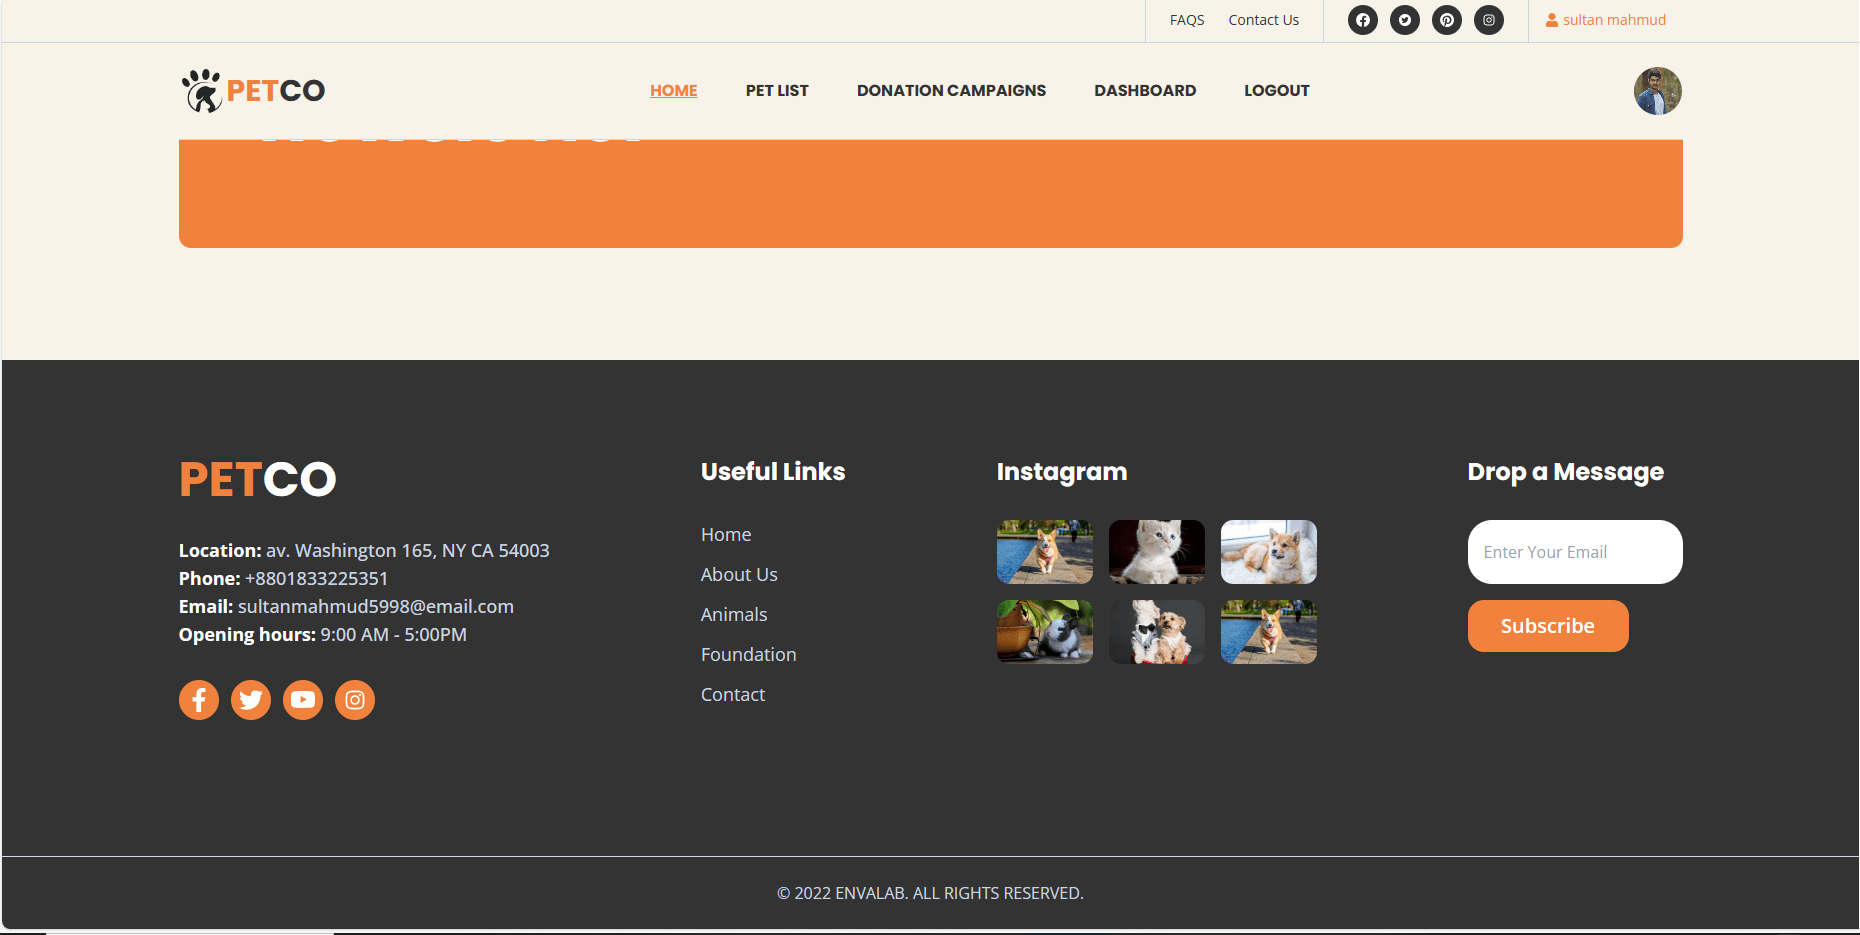 FAQS Contact Us sultan mahmud
PETCO HOME PET LIST DONATION CAMPAIGNS DASHBOARD LOGOUT
PETCO
Location: av. Washington 165, NY CA 54003
Phone: +8801833225351
Email: sultanmahmud5998@email.com
Opening hours: 9:00 AM - 5:00PM
Useful Links
Home
About Us
Animals
Foundation
Contact
Instagram
Drop a Message
Enter Your Email
Subscribe
© 2022 ENVALAB. ALL RIGHTS RESERVED.